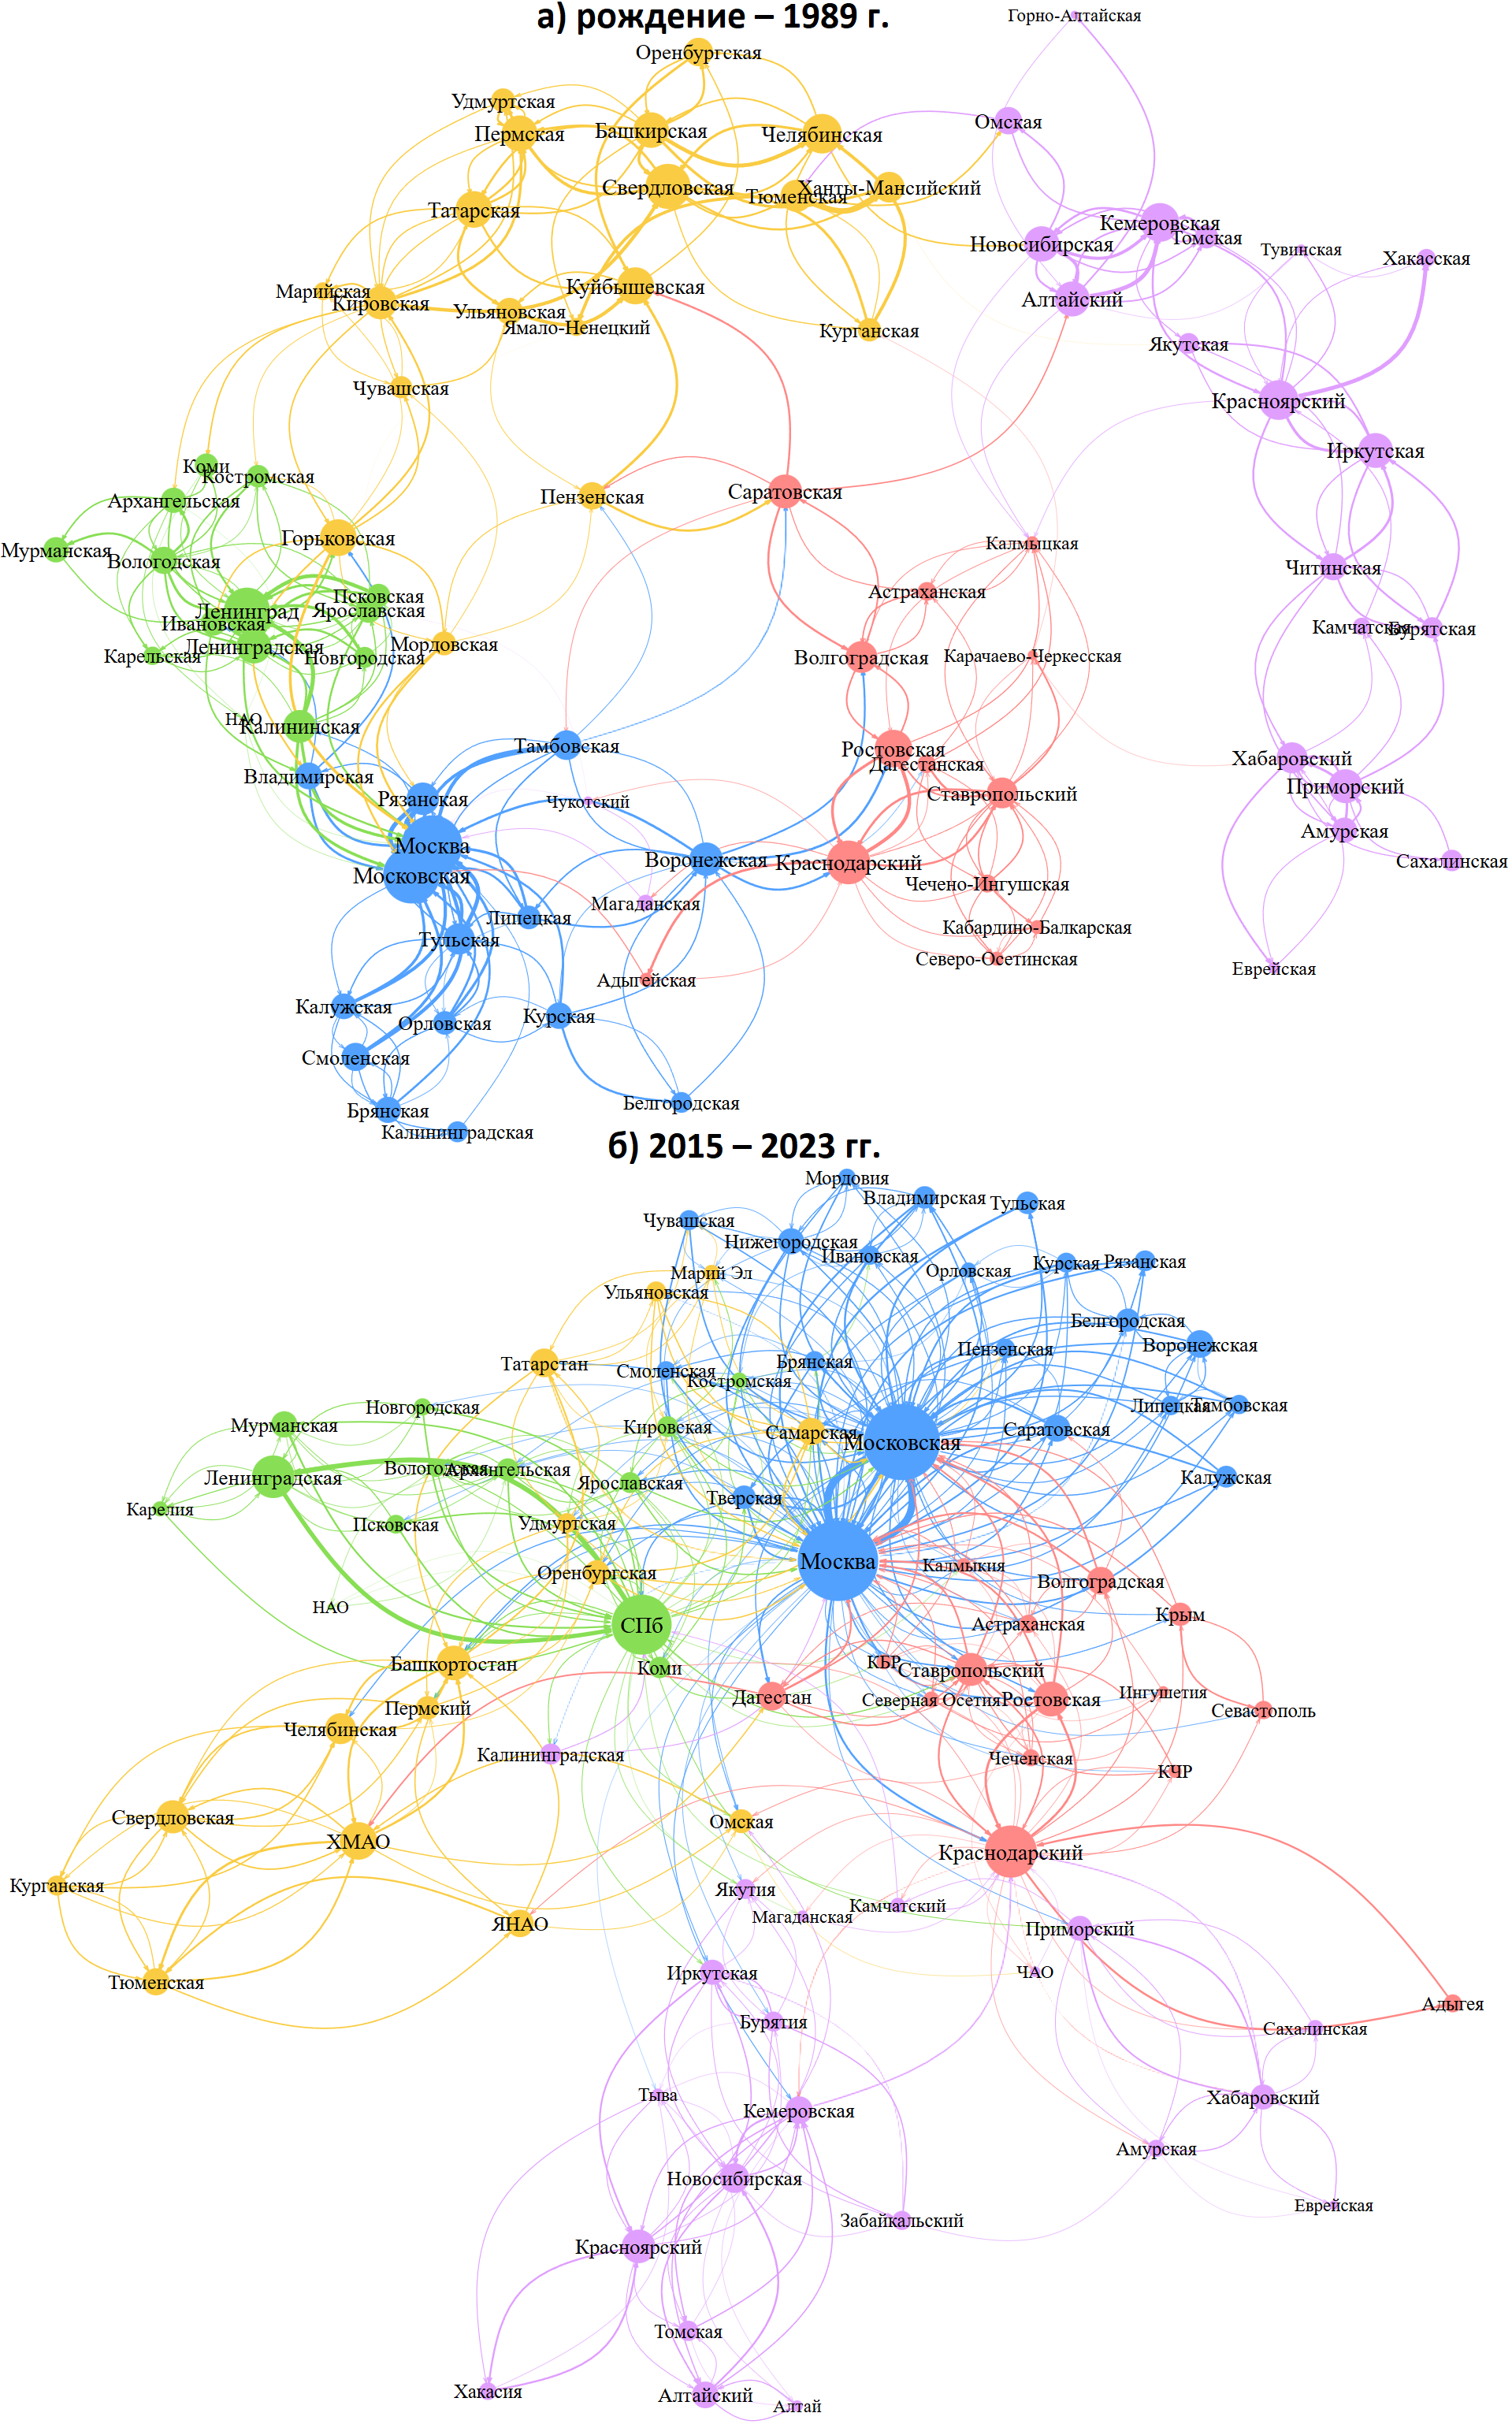 а) рождение – 1989 г.
Горно-Алтайская
Оренбургская
Удмуртская
Омская
Пермская
Башкирская
Челябинская
Свердловская
Ханты-Мансийский
Тюменская
Татарская
Кемеровская
Томская
Новосибирская
Тувинская
Хакасская
Марийская
Кировская
Куйбышевская
Алтайский
Ульяновская
Ямало-Ненецкий
Курганская
Якутская
Чувашская
Красноярский
Иркутская
Коми
Костромская
Архангельская
Пензенская
Саратовская
Горьковская
Калмыцкая
Мурманская
Вологодская
Читинская
Астраханская
Псковская
Ленинград
Ярославская
Ивановская
Камчатская
Бурятская
Ленинградская
Мордовская
Карельская
Новгородская
Волгоградская
Карачаево-Черкесская
НАО
Калининская
Тамбовская
Ростовская
Дагестанская
Хабаровский
Владимирская
Приморский
Рязанская
Чукотский
Ставропольский
Амурская
Москва
Воронежская
Краснодарский
Сахалинская
Московская
Чечено-Ингушская
Магаданская
Липецкая
Кабардино-Балкарская
Тульская
Северо-Осетинская
Еврейская
Адыгейская
Калужская
Орловская
Курская
Смоленская
Брянская
Белгородская
Калининградская
б) 2015 – 2023 гг.
Мордовия
Владимирская
Тульская
Чувашская
Нижегородская
Ивановская
Орловская
Курская
Рязанская
Марий Эл
Ульяновская
Белгородская
Воронежская
Пензенская
Татарстан
Смоленская
Брянская
Костромская
Новгородская
Липецкая
Тамбовская
Мурманская
Кировская
Самарская
Саратовская
Московская
Вологодская
Архангельская
Ленинградская
Ярославская
Калужская
Тверская
Карелия
Псковская
Удмуртская
Москва
Калмыкия
Оренбургская
Волгоградская
НАО
Крым
СПб
Астраханская
Башкортостан
Коми
КБР
Ставропольский
Дагестан
Северная Осетия
Ростовская
Ингушетия
Пермский
Севастополь
Челябинская
Калининградская
Чеченская
КЧР
Свердловская
Омская
ХМАО
Краснодарский
Курганская
Якутия
Камчатский
Магаданская
ЯНАО
Приморский
Иркутская
ЧАО
Тюменская
Адыгея
Бурятия
Сахалинская
Тыва
Хабаровский
Кемеровская
Амурская
Новосибирская
Еврейская
Забайкальский
Красноярский
Томская
Хакасия
Алтайский
Алтай